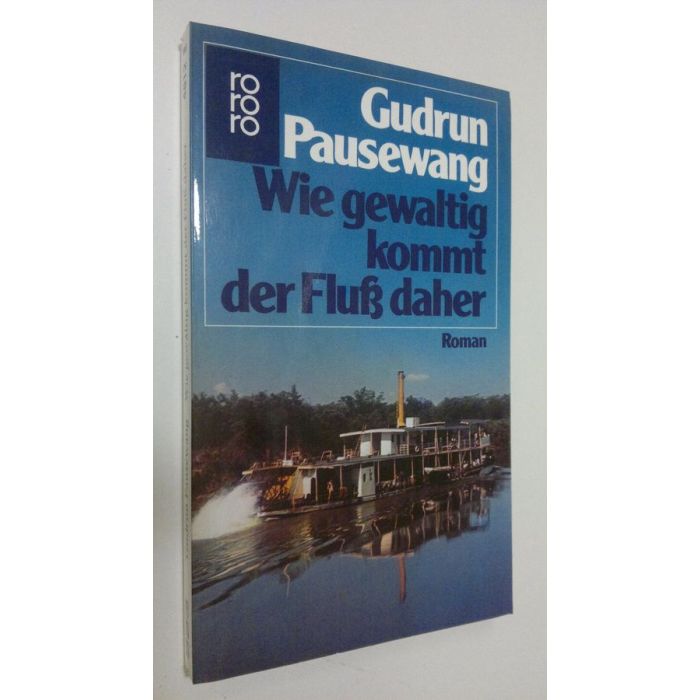 ro
ro
ro
Gudrun
Pausewang
Wie gewaltig
kommt
der Fluß daher
Roman